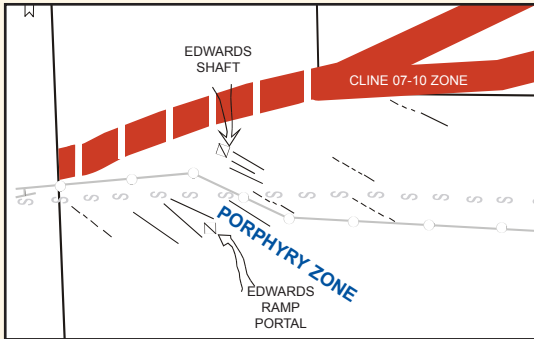 EDWARDS
SHAFT
CLINE 07-10 ZONE
S S S S S S S S S S S S S S S
PORPHYRY ZONE
EDWARDS
RAMP
PORTAL